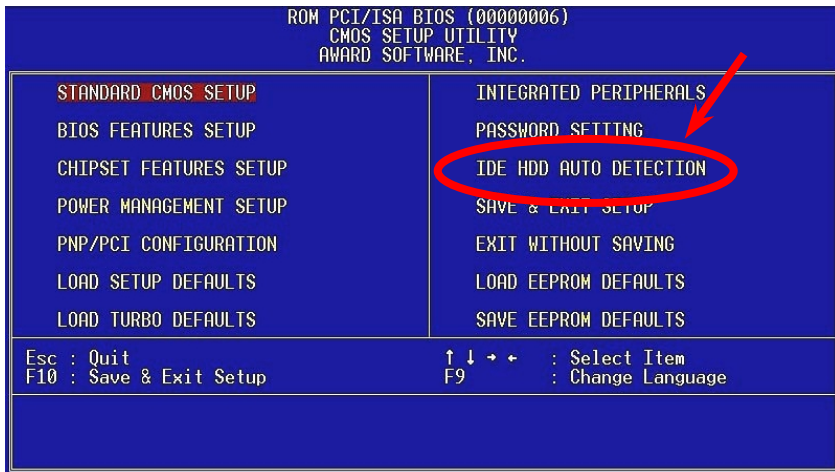 ROM PCI/ISA BIOS (00000006)
CMOS SETUP UTILITY
AWARD SOFTWARE, INC.
STANDARD CMOS SETUP
BIOS FEATURES SETUP
CHIPSET FEATURES SETUP
POWER MANAGEMENT SETUP
PNP/PCI CONFIGURATION
LOAD SETUP DEFAULTS
LOAD TURBO DEFAULTS
INTEGRATED PERIPHERALS
PASSWORD SETTING
IDE HDD AUTO DETECTION
SAVE & EXIT SETUP
EXIT WITHOUT SAVING
LOAD EEPROM DEFAULTS
SAVE EEPROM DEFAULTS
Esc : Quit
F10 : Save & Exit Setup
↑ ↓ → ← : Select Item
F9 : Change Language